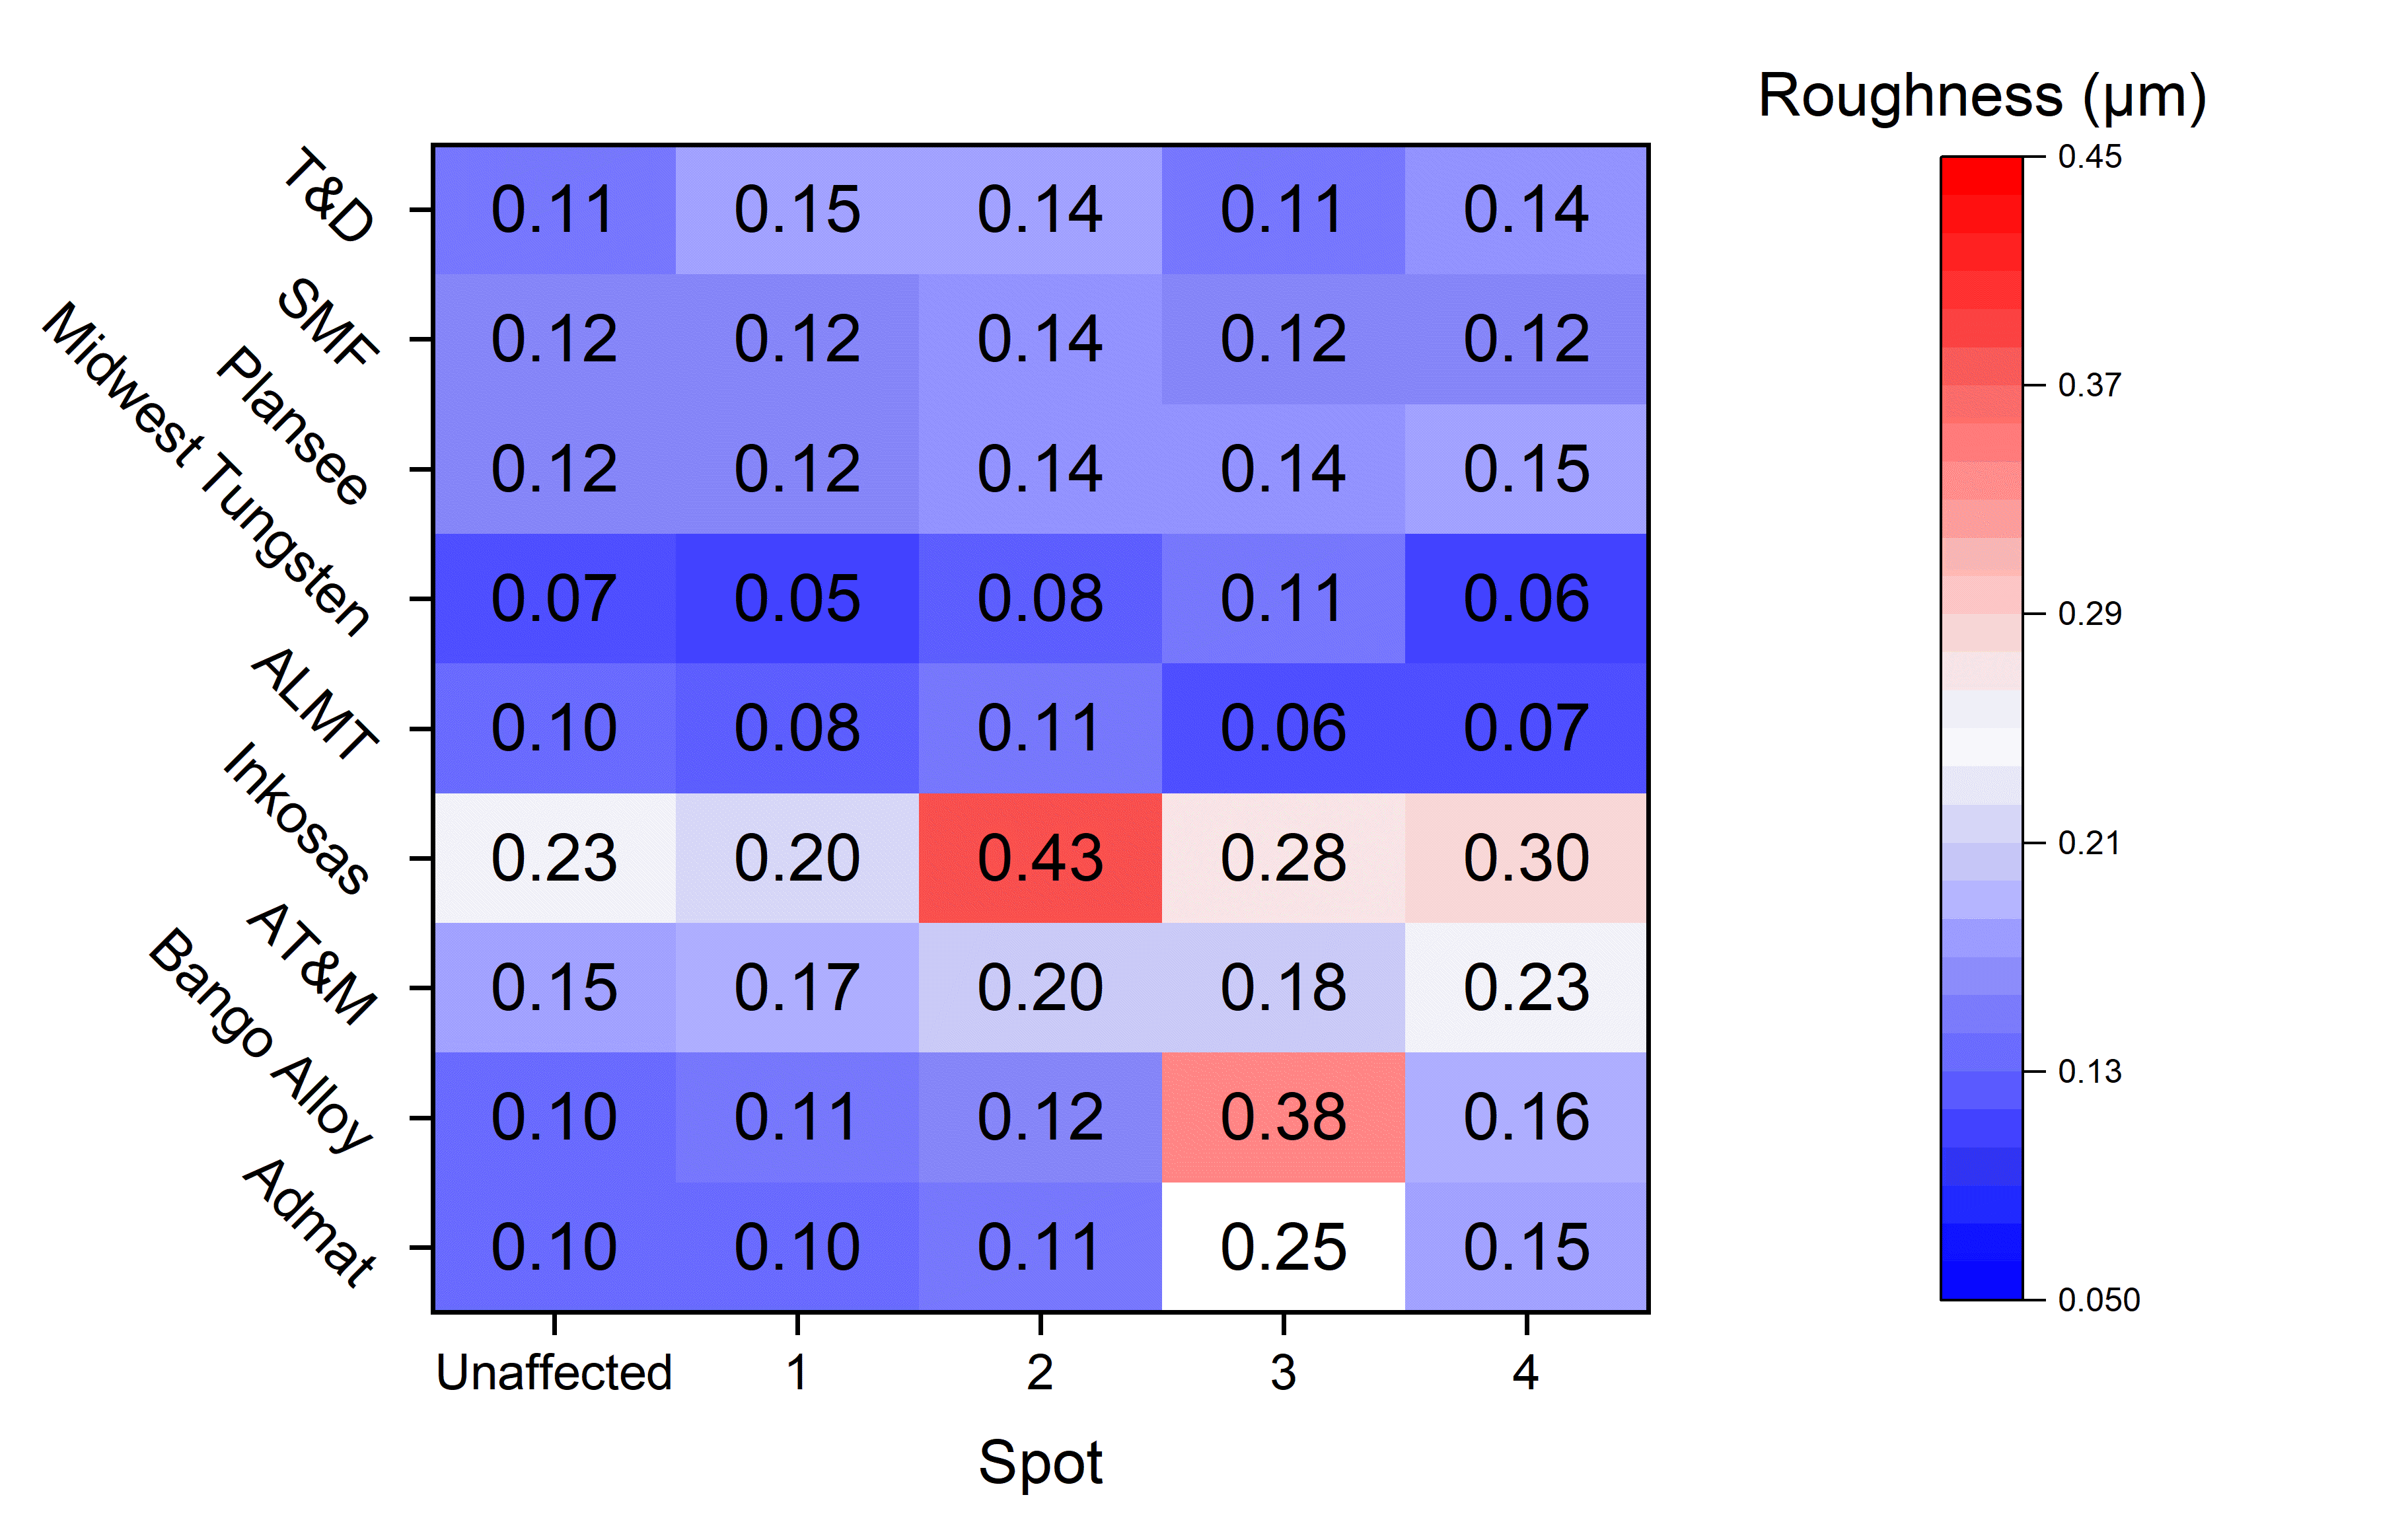 Roughness (µm)
T&D 0.11 0.15 0.14 0.11 0.14
SMF 0.12 0.12 0.14 0.12 0.12
Plansee 0.12 0.12 0.14 0.14 0.15
Midwest Tungsten 0.07 0.05 0.08 0.11 0.06
ALMT 0.10 0.08 0.11 0.06 0.07
Inkosas 0.23 0.20 0.43 0.28 0.30
AT&M 0.15 0.17 0.20 0.18 0.23
Bango Alloy 0.10 0.11 0.12 0.38 0.16
Admat 0.10 0.10 0.11 0.25 0.15
Unaffected 1 2 3 4
Spot
0.45
0.37
0.29
0.21
0.13
0.050